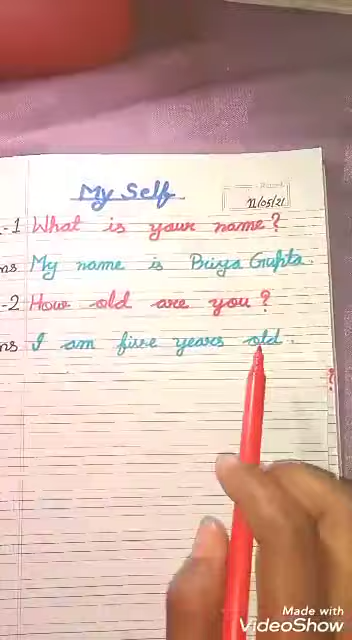 My Self
11/05/21
-1 What is your name?
ns My name is Priya Gupta.
-2 How old are you?
ns I am five years old.
Made with
VideoShow